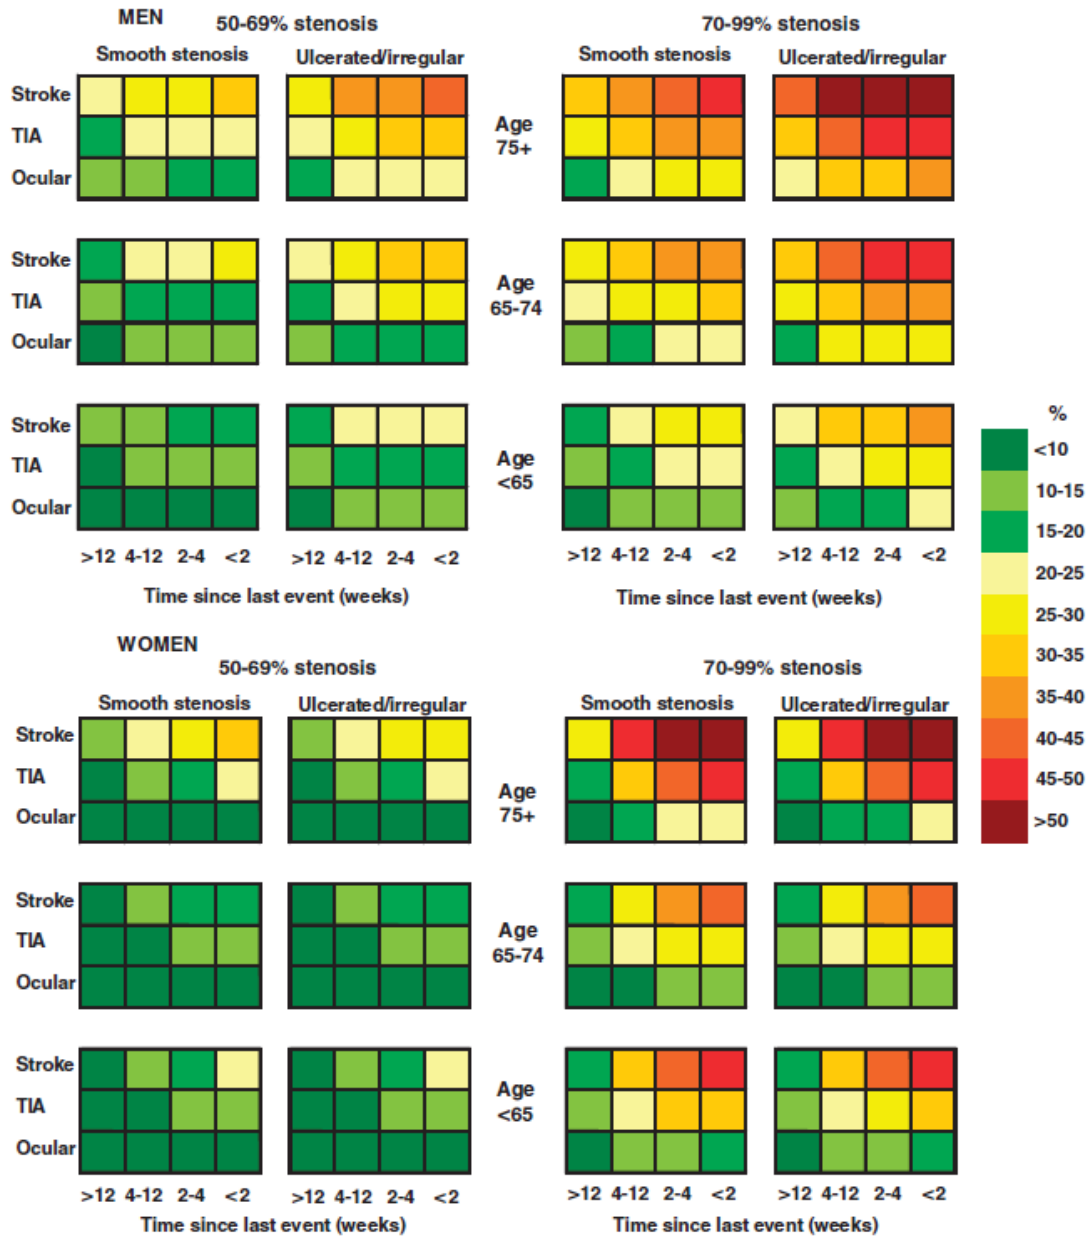 MEN
50-69% stenosis
70-99% stenosis
Smooth stenosis
Ulcerated/irregular
Smooth stenosis
Ulcerated/irregular
Stroke
TIA
Ocular
Age
75+
Stroke
TIA
Ocular
Age
65-74
Stroke
TIA
Ocular
Age
<65
>12 4-12 2-4 <2
>12 4-12 2-4 <2
>12 4-12 2-4 <2
>12 4-12 2-4 <2
Time since last event (weeks)
Time since last event (weeks)
%
<10
10-15
15-20
20-25
25-30
30-35
35-40
40-45
45-50
>50
WOMEN
50-69% stenosis
70-99% stenosis
Smooth stenosis
Ulcerated/irregular
Smooth stenosis
Ulcerated/irregular
Stroke
TIA
Ocular
Age
75+
Stroke
TIA
Ocular
Age
65-74
Stroke
TIA
Ocular
Age
<65
>12 4-12 2-4 <2
>12 4-12 2-4 <2
>12 4-12 2-4 <2
>12 4-12 2-4 <2
Time since last event (weeks)
Time since last event (weeks)